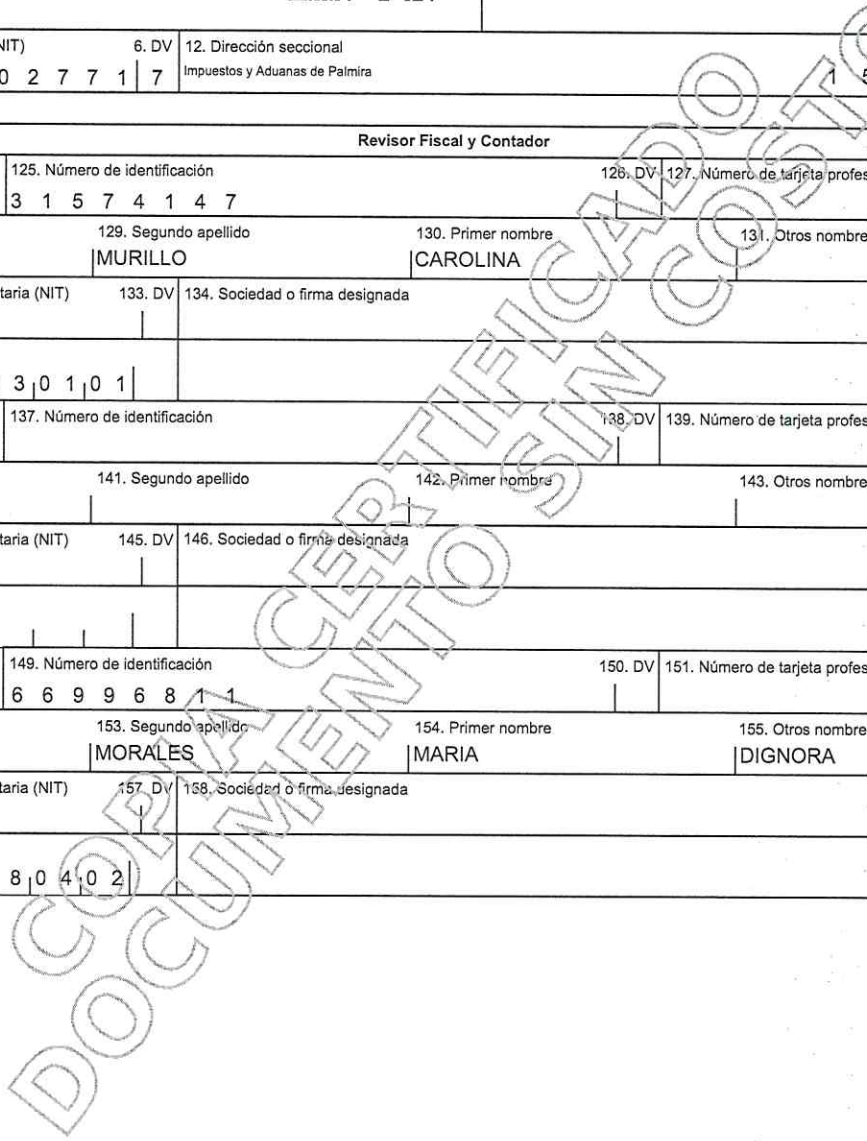 NIT) 6. DV 12. Dirección seccional
0 2 7 7 1 7 Impuestos y Aduanas de Palmira 1 5
Revisor Fiscal y Contador
125. Número de identificación 126. DV 127. Número de tarjeta profes
3 1 5 7 4 1 4 7
129. Segundo apellido 130. Primer nombre 131. Otros nombre
MURILLO CAROLINA
taria (NIT) 133. DV 134. Sociedad o firma designada
3 0 1 0 1
137. Número de identificación 138. DV 139. Número de tarjeta profes
141. Segundo apellido 142. Primer nombre 143. Otros nombre
taria (NIT) 145. DV 146. Sociedad o firma designada
149. Número de identificación 150. DV 151. Número de tarjeta profes
6 6 9 9 6 8 1 1
153. Segundo apellido 154. Primer nombre 155. Otros nombre
MORALES MARIA DIGNORA
taria (NIT) 157. DV 158. Sociedad o firma designada
8 0 4 0 2
COPIA CERTIFICADO
DOCUMENTO SIN COSTO